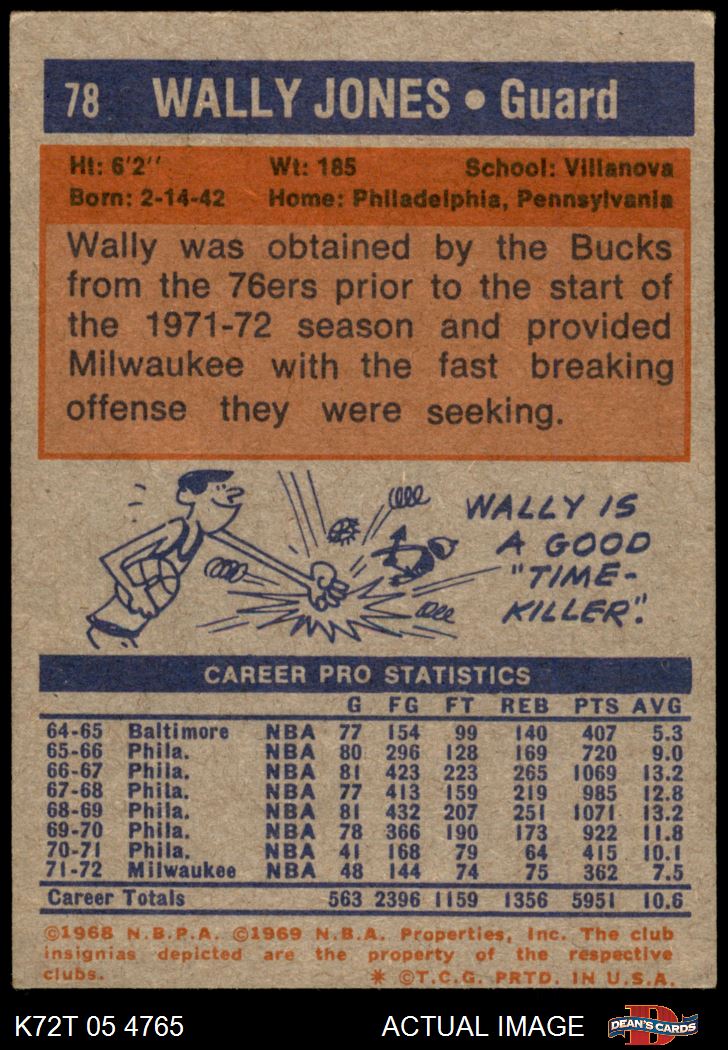 78 WALLY JONES • Guard
Ht: 6'2'' Wt: 185 School: Villanova
Born: 2-14-42 Home: Philadelphia, Pennsylvania
Wally was obtained by the Bucks
from the 76ers prior to the start of
the 1971-72 season and provided
Milwaukee with the fast breaking
offense they were seeking.
WALLY IS
A GOOD
"TIME-
KILLER".
CAREER PRO STATISTICS
G FG FT REB PTS AVG
64-65 Baltimore NBA 77 154 99 140 407 5.3
65-66 Phila. NBA 80 296 128 169 720 9.0
66-67 Phila. NBA 81 423 223 265 1069 13.2
67-68 Phila. NBA 77 413 159 219 985 12.8
68-69 Phila. NBA 81 432 207 251 1071 13.2
69-70 Phila. NBA 78 366 190 173 922 11.8
70-71 Phila. NBA 41 168 79 64 415 10.1
71-72 Milwaukee NBA 48 144 74 75 362 7.5
Career Totals 563 2396 1159 1356 5951 10.6
©1968 N.B.P.A. ©1969 N.B.A. Properties, Inc. The club
insignias depicted are the property of the respective
clubs. * ©T.C.G. PRTD. IN U.S.A.
K72T 05 4765 ACTUAL IMAGE D DEAN'S CARDS